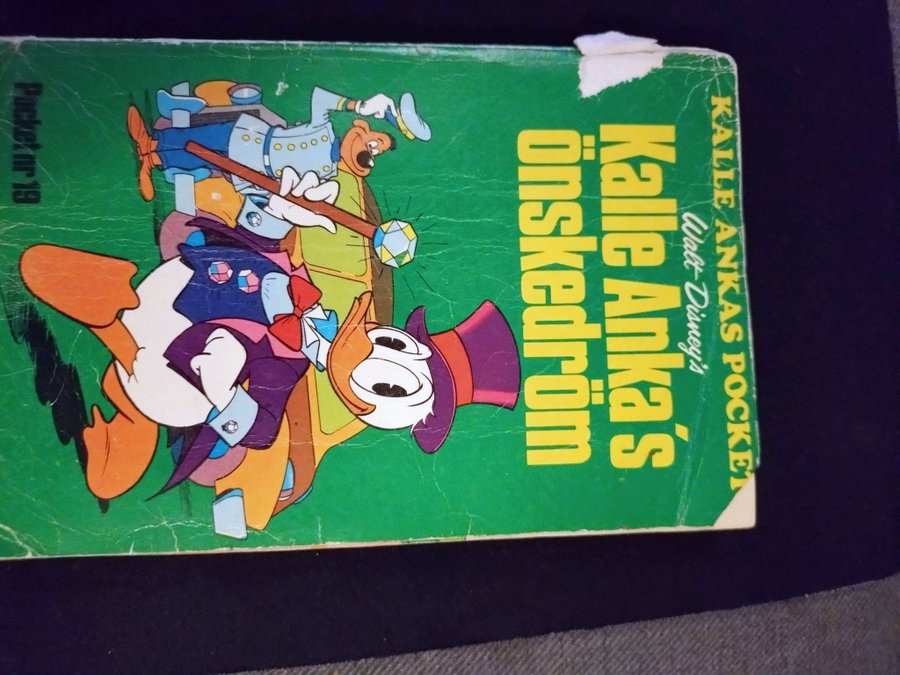 KALLE ANKAS POCKET
Walt Disney's
Kalle Anka's
önskedröm
Pocket nr 19